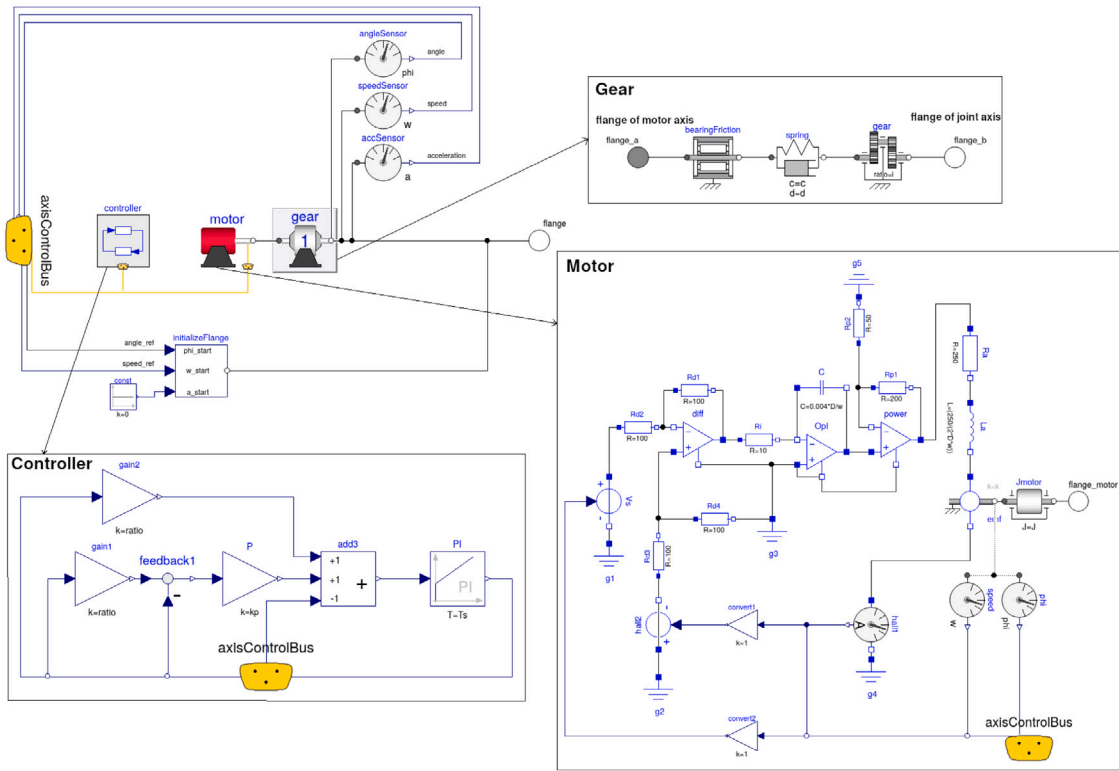 angleSensor
angle
phi
speedSensor
speed
w
accSensor
acceleration
a
axisControlBus
controller
motor
gear
1
flange
initializeFlange
angle_ref
phi_start
speed_ref
w_start
const
a_start
k=0
Gear
flange of motor axis
flange of joint axis
bearingFriction
spring
gear
flange_a
flange_b
ratio=i
c=c
d=d
Controller
gain2
k=ratio
gain1
feedback1
P
add3
PI
+1
+1
+
-1
PI
-
k=ratio
k=kp
T=Ts
axisControlBus
Motor
g5
Rp2
R=50
Ra
R=250
Rd1
R=100
C
C=0.004*D/w
Rp1
R=200
Rd2
R=100
diff
Ri
R=10
OpI
power
L=(250/(2*D*w))
La
+
Vs
-
Rd4
R=100
g3
k=k
emf
Jmotor
J=J
flange_motor
g1
Rd3
R=100
-
hall2
+
convert1
k=1
A
hall1
speed
w
phi
phi
g4
g2
convert2
k=1
axisControlBus